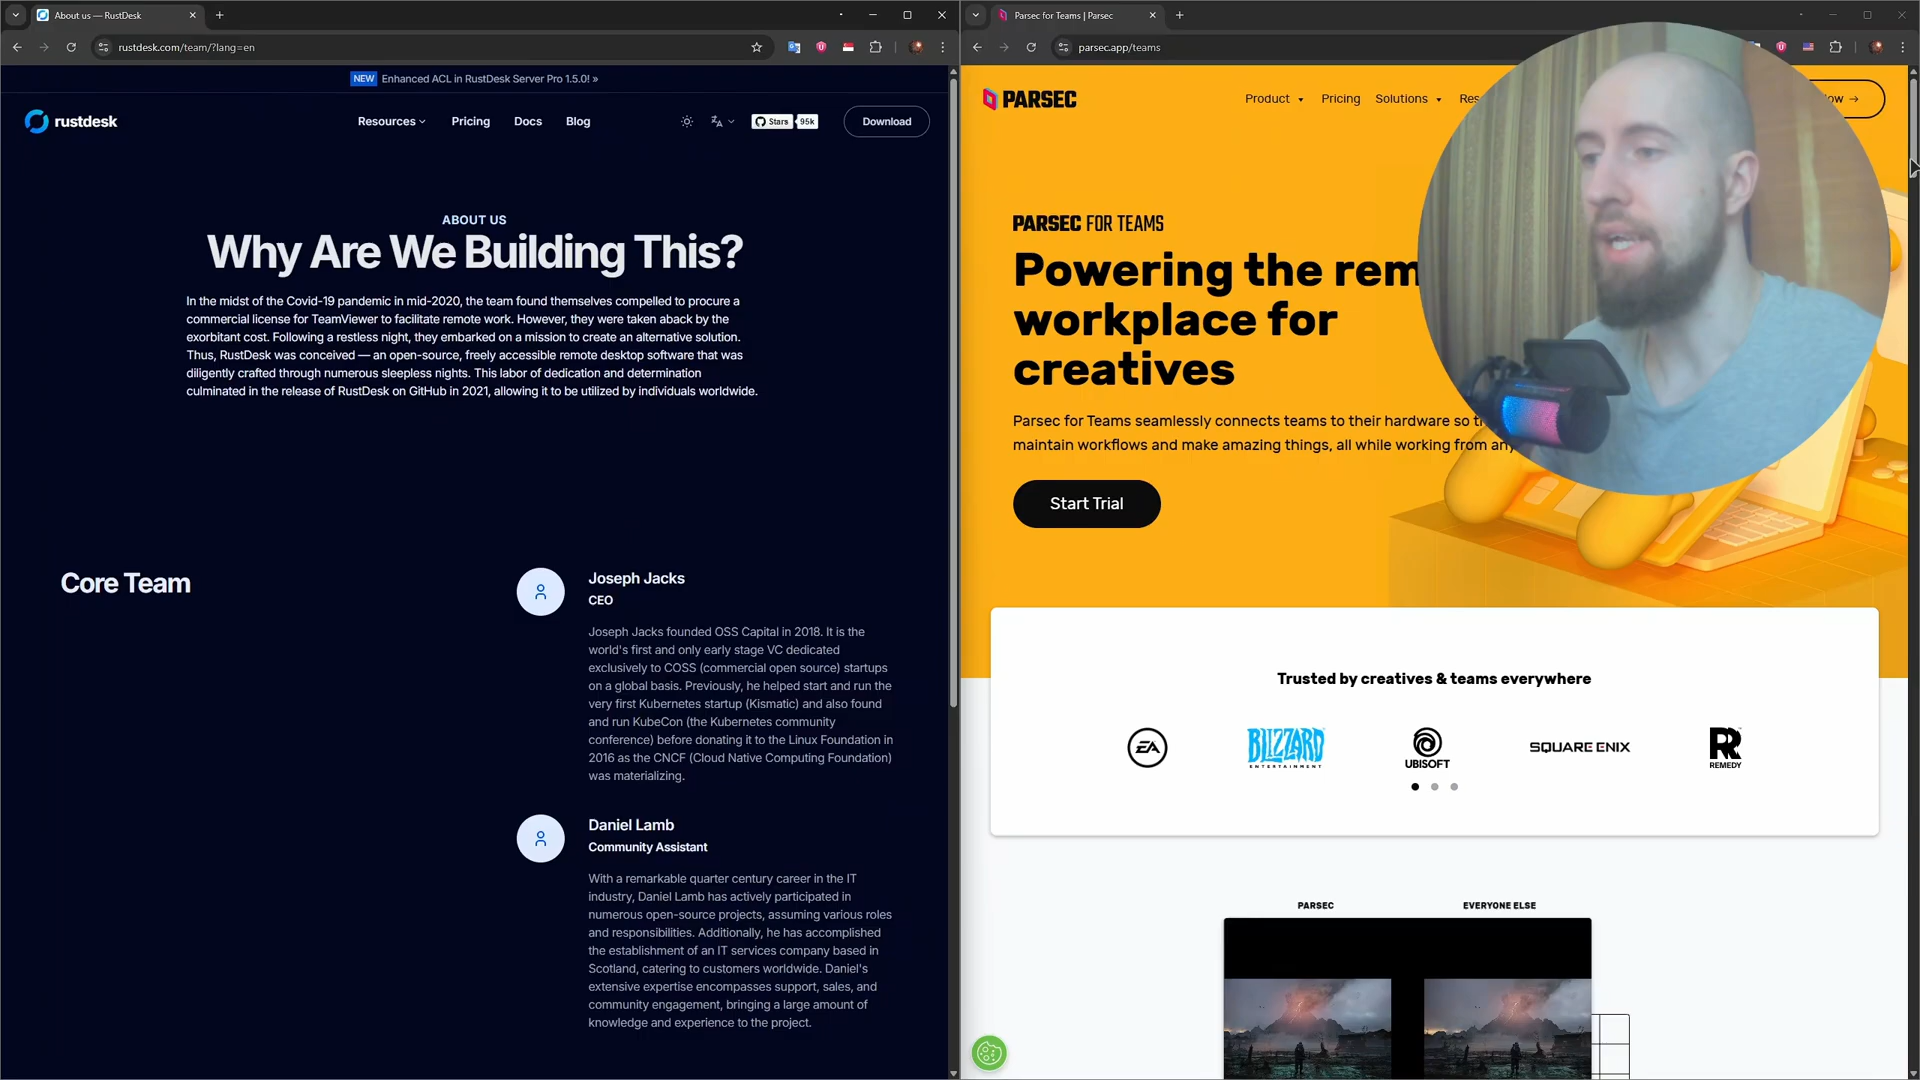 About us — RustDesk
rustdesk.com/team/?lang=en
NEW Enhanced ACL in RustDesk Server Pro 1.5.0! »
rustdesk
Resources
Pricing
Docs
Blog
Stars
95k
Download
ABOUT US
Why Are We Building This?
In the midst of the Covid-19 pandemic in mid-2020, the team found themselves compelled to procure a
commercial license for TeamViewer to facilitate remote work. However, they were taken aback by the
exorbitant cost. Following a restless night, they embarked on a mission to create an alternative solution.
Thus, RustDesk was conceived — an open-source, freely accessible remote desktop software that was
diligently crafted through numerous sleepless nights. This labor of dedication and determination
culminated in the release of RustDesk on GitHub in 2021, allowing it to be utilized by individuals worldwide.
Core Team
Joseph Jacks
CEO
Joseph Jacks founded OSS Capital in 2018. It is the
world's first and only early stage VC dedicated
exclusively to COSS (commercial open source) startups
on a global basis. Previously, he helped start and run the
very first Kubernetes startup (Kismatic) and also found
and run KubeCon (the Kubernetes community
conference) before donating it to the Linux Foundation in
2016 as the CNCF (Cloud Native Computing Foundation)
was materializing.
Daniel Lamb
Community Assistant
With a remarkable quarter century career in the IT
industry, Daniel Lamb has actively participated in
numerous open-source projects, assuming various roles
and responsibilities. Additionally, he has accomplished
the establishment of an IT services company based in
Scotland, catering to customers worldwide. Daniel's
extensive expertise encompasses support, sales, and
community engagement, bringing a large amount of
knowledge and experience to the project.
Parsec for Teams | Parsec
parsec.app/teams
PARSEC
Product
Pricing
Solutions
PARSEC FOR TEAMS
Powering the
workplace for
creatives
Parsec for Teams seamlessly connects teams to their hardware so
maintain workflows and make amazing things, all while working from
Start Trial
Trusted by creatives & teams everywhere
EA
BLIZZARD
ENTERTAINMENT
UBISOFT
SQUARE ENIX
REMEDY
PARSEC
EVERYONE ELSE